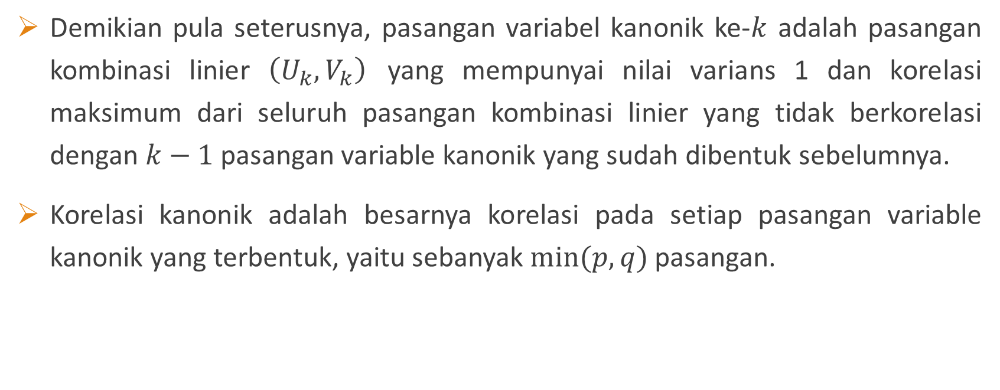 ➢ Demikian pula seterusnya, pasangan variabel kanonik ke-𝑘 adalah pasangan
kombinasi linier (𝑈ₖ, 𝑉ₖ) yang mempunyai nilai varians 1 dan korelasi
maksimum dari seluruh pasangan kombinasi linier yang tidak berkorelasi
dengan 𝑘 − 1 pasangan variable kanonik yang sudah dibentuk sebelumnya.
➢ Korelasi kanonik adalah besarnya korelasi pada setiap pasangan variable
kanonik yang terbentuk, yaitu sebanyak min(𝑝, 𝑞) pasangan.